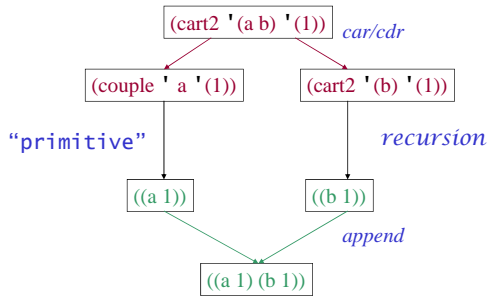 (cart2 '(a b) '(1))
car/cdr
(couple ' a '(1))
(cart2 '(b) '(1))
“primitive”
recursion
((a 1))
((b 1))
append
((a 1) (b 1))